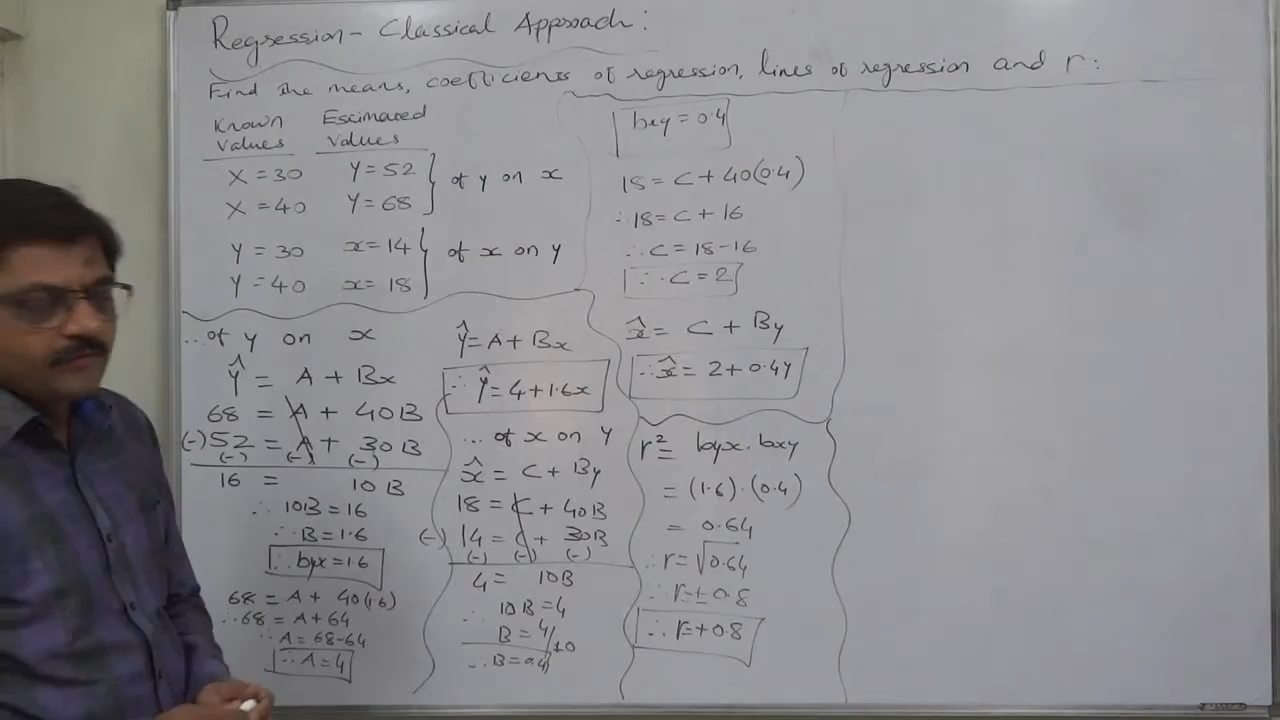 Regression - Classical Approach:
Find the means, coefficients of regression, lines of regression and r:
Known Values Escimated Values
X = 30 Y = 52
X = 40 Y = 68
} of y on x
Y = 30 x = 14
Y = 40 x = 18
} of x on y
...of y on x
Ŷ = A + Bx
68 = A + 40B
(-) 52 = A + 30B
(-) (-) (-)
16 = 10B
∴ 10B = 16
∴ B = 1.6
∴ byx = 1.6
68 = A + 40(1.6)
∴ 68 = A + 64
∴ A = 68-64
∴ A = 4
Ŷ = A + Bx
∴ Ŷ = 4 + 1.6x
... of x on y
x̂ = C + By
18 = C + 40B
(-) 14 = C + 30B
(-) (-) (-)
4 = 10B
∴ 10B = 4
B = 4/10
∴ B = 0.4
bxy = 0.4
18 = C + 40(0.4)
∴ 18 = C + 16
∴ C = 18-16
∴ C = 2
x̂ = C + By
∴ x̂ = 2 + 0.4y
r² = byx . bxy
= (1.6) . (0.4)
= 0.64
∴ r = √0.64
∴ r = ± 0.8
∴ r = +0.8